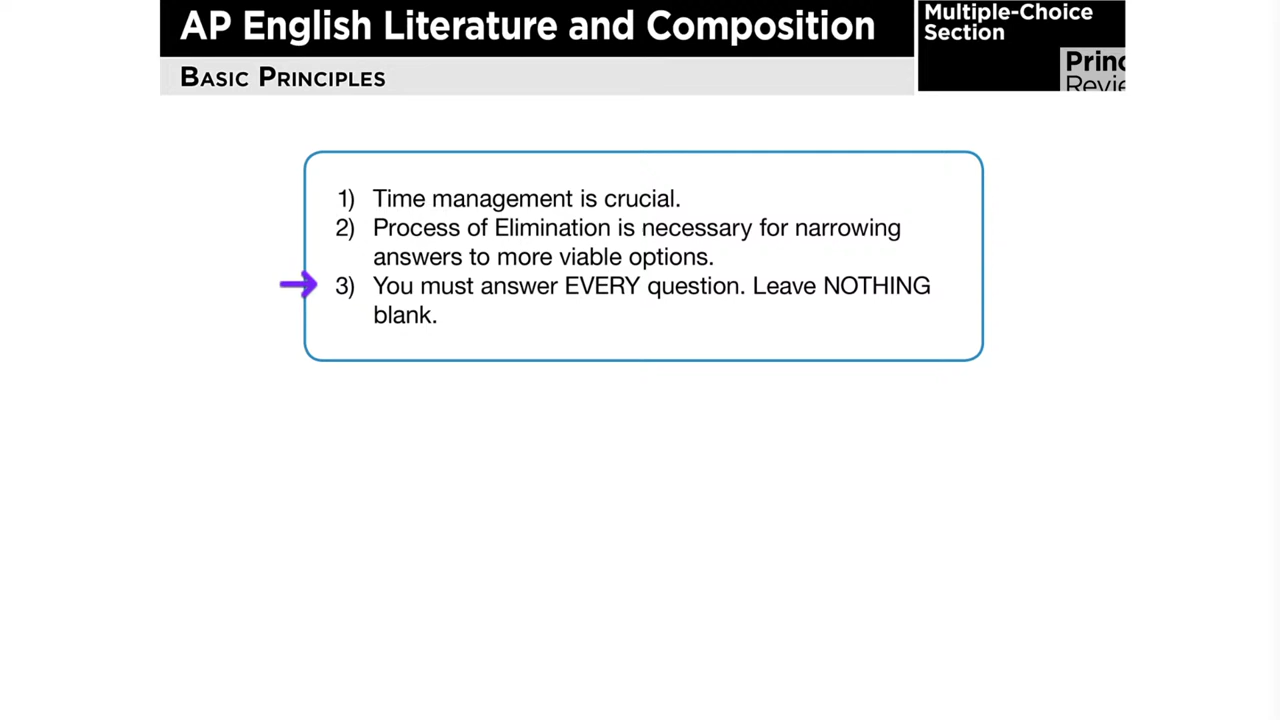 AP English Literature and Composition
Multiple-Choice
Section
BASIC PRINCIPLES
1) Time management is crucial.
2) Process of Elimination is necessary for narrowing
answers to more viable options.
3) You must answer EVERY question. Leave NOTHING
blank.